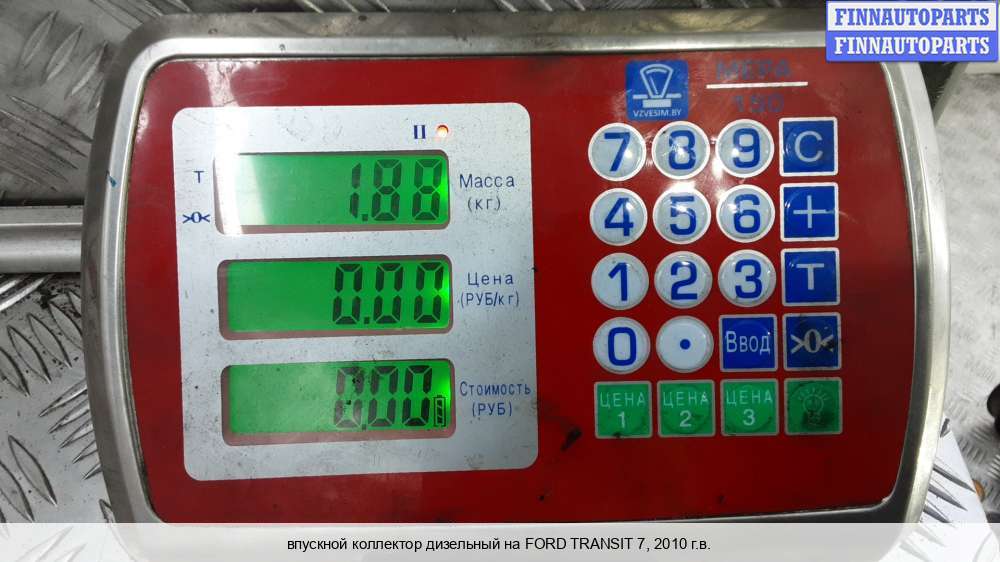 FINNAUTOPARTS
FINNAUTOPARTS
МЕРА
150
VZVESIM.BY
II
T
>0<
1.88
Масса
(кг)
0.00
Цена
(РУБ/кг)
Стоимость
(РУБ)
7 8 9 C
4 5 6 +
1 2 3 T
0 . Ввод >0<
ЦЕНА 1 ЦЕНА 2 ЦЕНА 3
впускной коллектор дизельный на FORD TRANSIT 7, 2010 г.в.